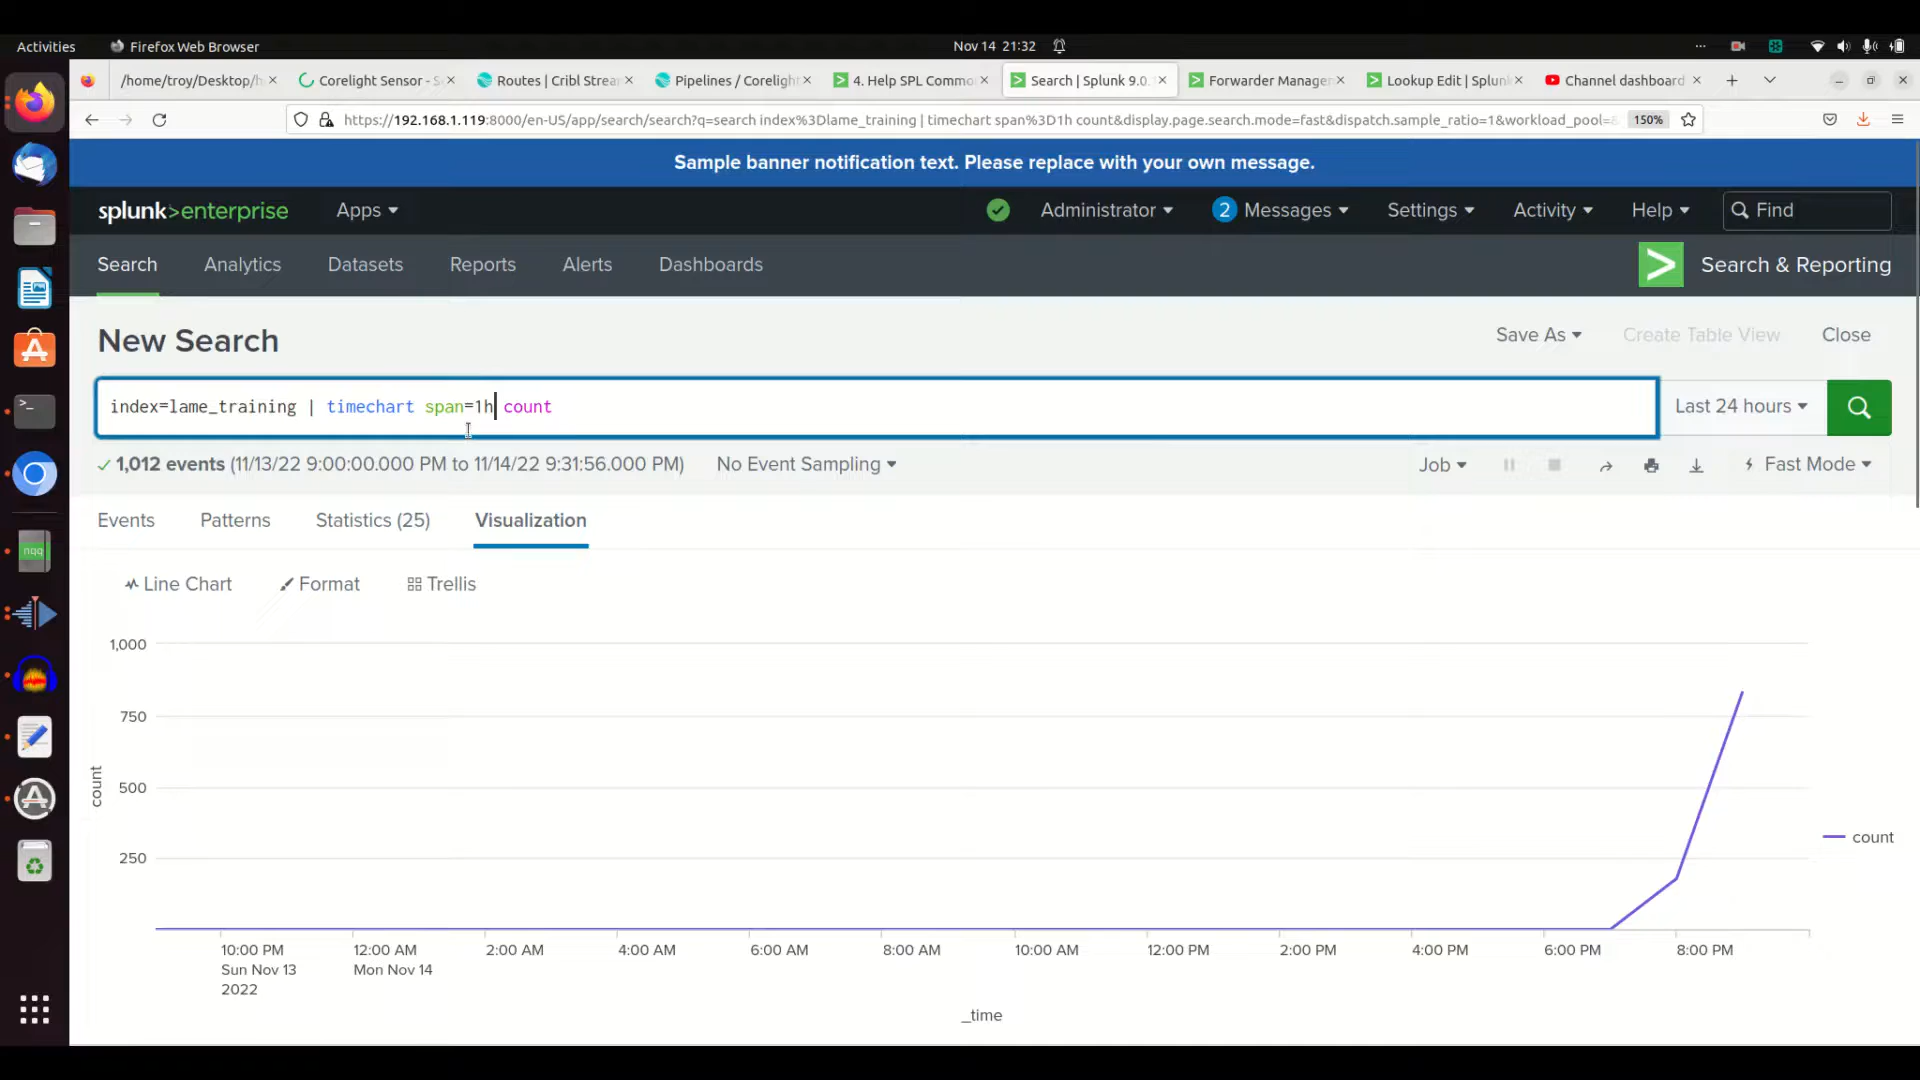 Activities Firefox Web Browser Nov 14 21:32
/home/troy/Desktop/h Corelight Sensor - S Routes | Cribl Strea Pipelines / Corelight 4. Help SPL Commo Search | Splunk 9.0. Forwarder Manage Lookup Edit | Splunk Channel dashboard
https://192.168.1.119:8000/en-US/app/search/search?q=search index%3Dlame_training | timechart span%3D1h count&display.page.search.mode=fast&dispatch.sample_ratio=1&workload_pool=& 150%
Sample banner notification text. Please replace with your own message.
splunk>enterprise Apps Administrator 2 Messages Settings Activity Help Find
Search Analytics Datasets Reports Alerts Dashboards > Search & Reporting
New Search Save As Create Table View Close
index=lame_training | timechart span=1h count Last 24 hours
1,012 events (11/13/22 9:00:00.000 PM to 11/14/22 9:31:56.000 PM) No Event Sampling Job Fast Mode
Events Patterns Statistics (25) Visualization
Line Chart Format Trellis
nqq
1,000
750
500
250
count
count
10:00 PM 12:00 AM 2:00 AM 4:00 AM 6:00 AM 8:00 AM 10:00 AM 12:00 PM 2:00 PM 4:00 PM 6:00 PM 8:00 PM
Sun Nov 13 Mon Nov 14
2022
_time